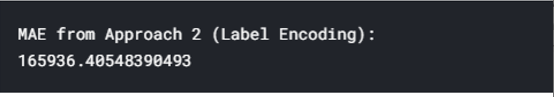 MAE from Approach 2 (Label Encoding):
165936.40548390493